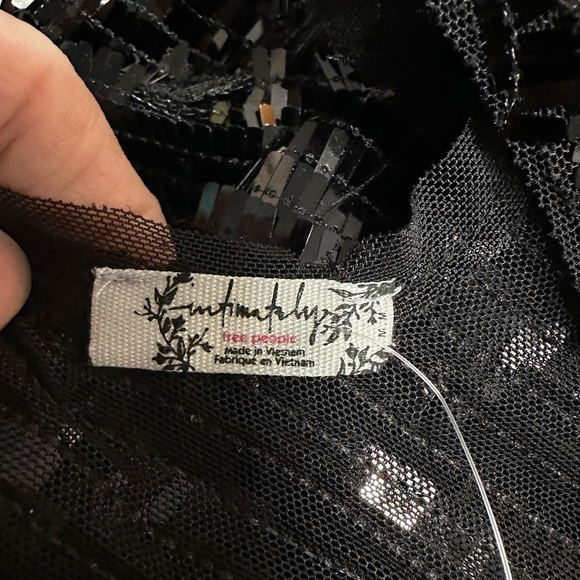 intimately
free people
Made in Vietnam
Fabriqué en Vietnam
M M